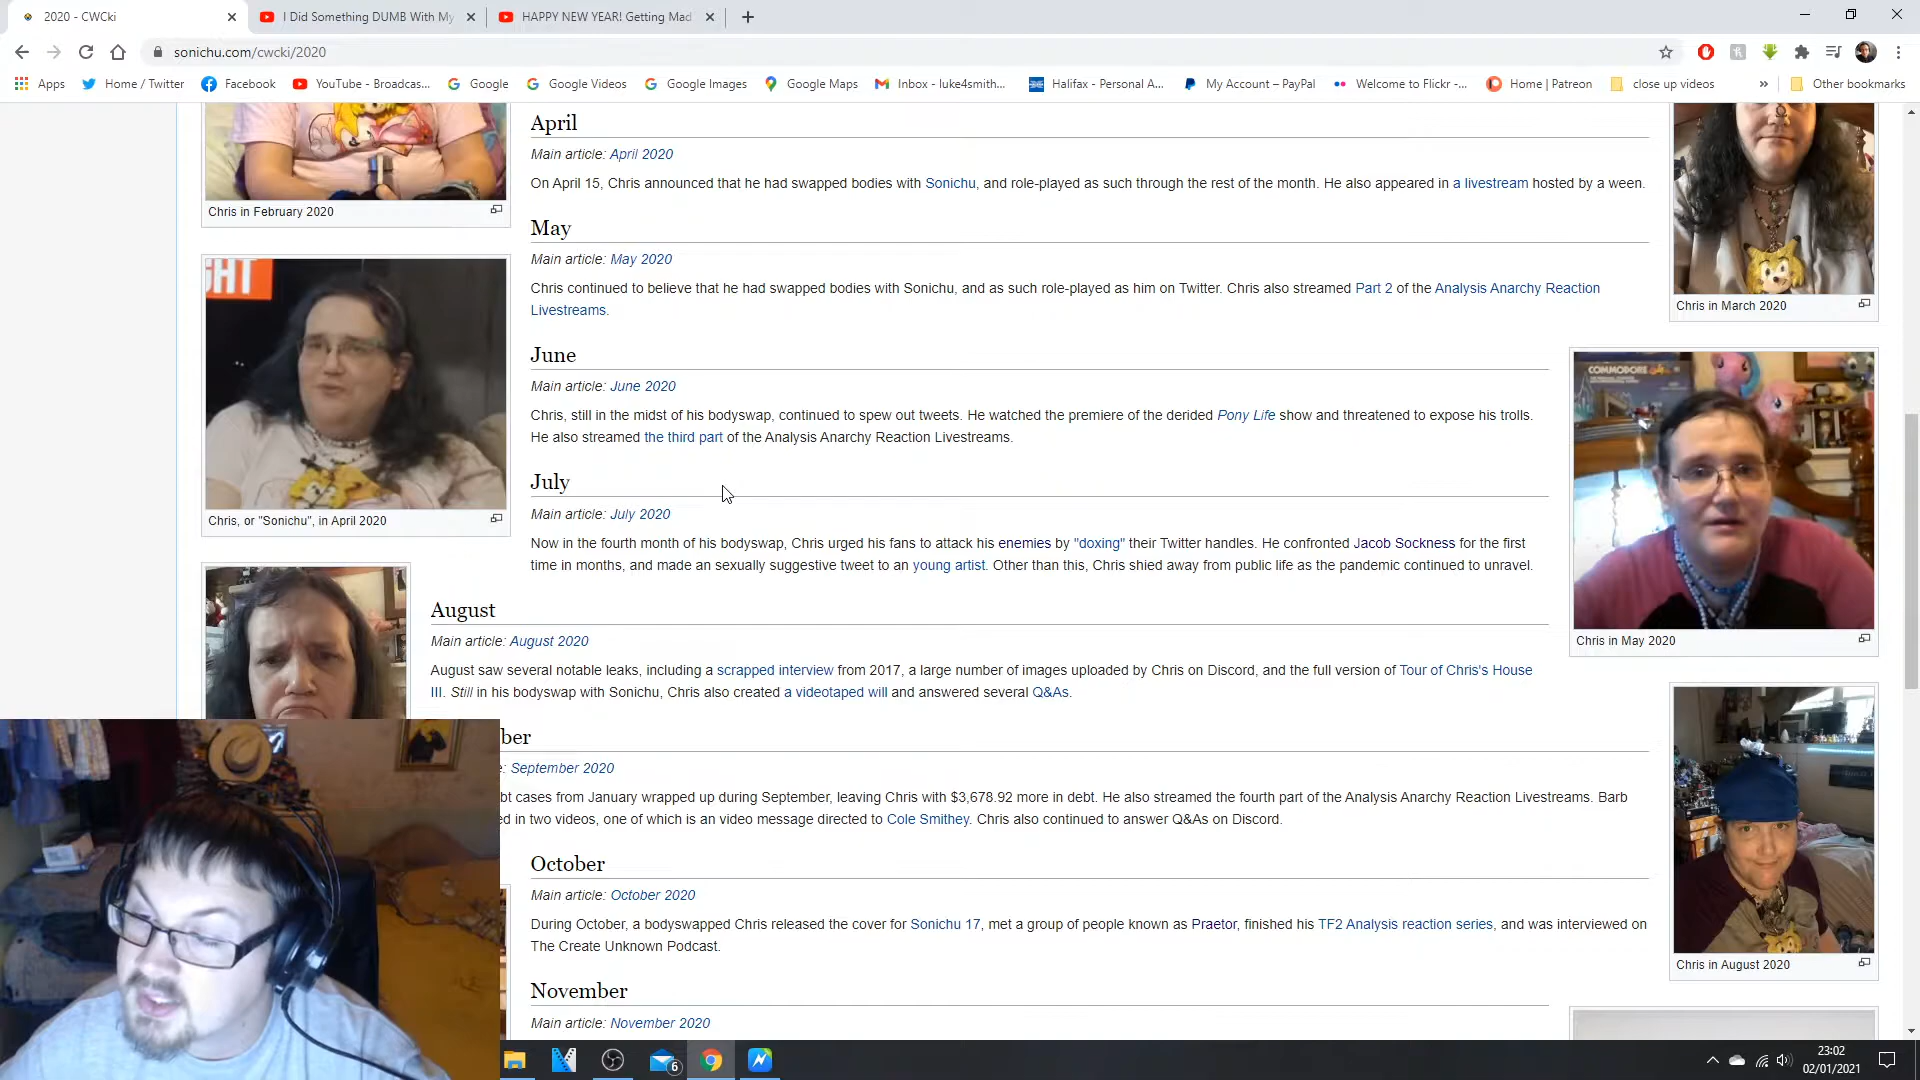 2020 - CWCki
I Did Something DUMB With My
HAPPY NEW YEAR! Getting Mad
sonichu.com/cwcki/2020
Apps
Home / Twitter
Facebook
YouTube - Broadcas...
Google
Google Videos
Google Images
Google Maps
Inbox - luke4smith...
Halifax - Personal A...
My Account – PayPal
Welcome to Flickr -...
Home | Patreon
close up videos
»
Other bookmarks
Chris in February 2020
April
Main article: April 2020
On April 15, Chris announced that he had swapped bodies with Sonichu, and role-played as such through the rest of the month. He also appeared in a livestream hosted by a ween.
May
Main article: May 2020
Chris continued to believe that he had swapped bodies with Sonichu, and as such role-played as him on Twitter. Chris also streamed Part 2 of the Analysis Anarchy Reaction
Livestreams.
Chris in March 2020
GHT
June
Main article: June 2020
Chris, still in the midst of his bodyswap, continued to spew out tweets. He watched the premiere of the derided Pony Life show and threatened to expose his trolls.
He also streamed the third part of the Analysis Anarchy Reaction Livestreams.
COMMODORE
July
Main article: July 2020
Now in the fourth month of his bodyswap, Chris urged his fans to attack his enemies by "doxing" their Twitter handles. He confronted Jacob Sockness for the first
time in months, and made an sexually suggestive tweet to an young artist. Other than this, Chris shied away from public life as the pandemic continued to unravel.
Chris, or "Sonichu", in April 2020
Chris in May 2020
August
Main article: August 2020
August saw several notable leaks, including a scrapped interview from 2017, a large number of images uploaded by Chris on Discord, and the full version of Tour of Chris's House
III. Still in his bodyswap with Sonichu, Chris also created a videotaped will and answered several Q&As.
ber
: September 2020
bt cases from January wrapped up during September, leaving Chris with $3,678.92 more in debt. He also streamed the fourth part of the Analysis Anarchy Reaction Livestreams. Barb
ed in two videos, one of which is an video message directed to Cole Smithey. Chris also continued to answer Q&As on Discord.
October
Main article: October 2020
During October, a bodyswapped Chris released the cover for Sonichu 17, met a group of people known as Praetor, finished his TF2 Analysis reaction series, and was interviewed on
The Create Unknown Podcast.
Chris in August 2020
November
Main article: November 2020
6
23:02
02/01/2021